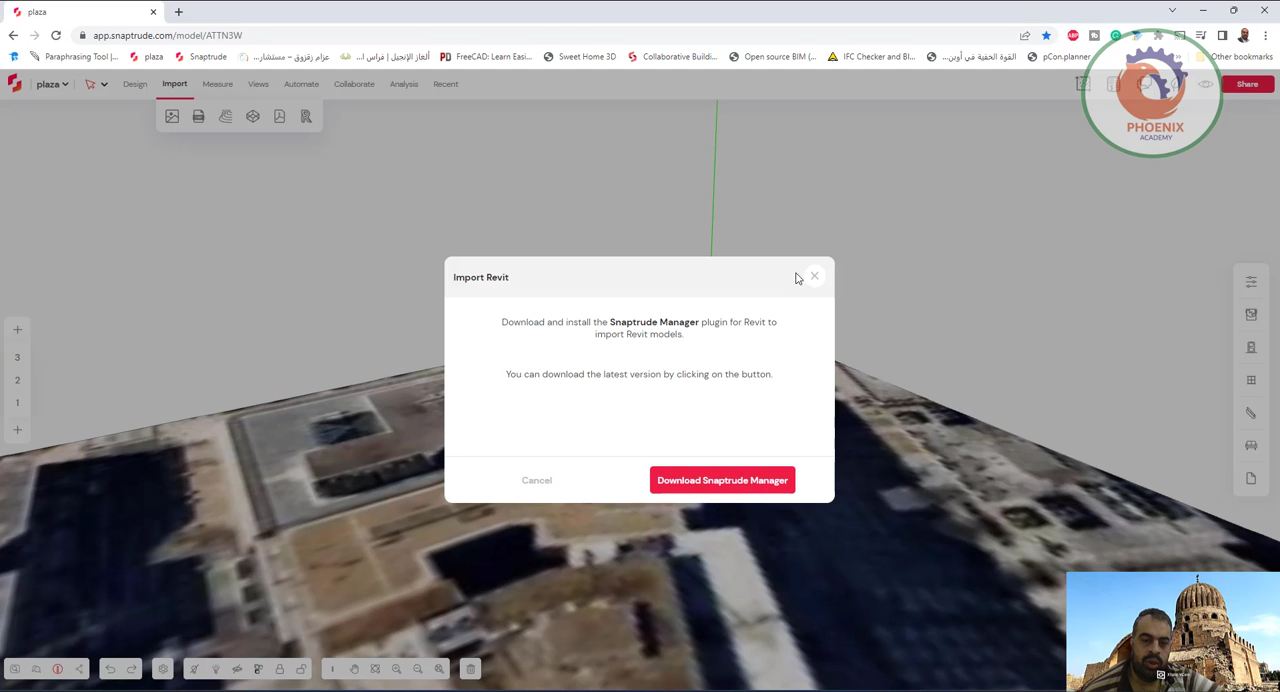 plaza
app.snaptrude.com/model/ATTN3W
Paraphrasing Tool |...
plaza
Snaptrude
عزام زقزوق – مستشار...
ألغاز الإنجيل | فراس ا...
FreeCAD: Learn Easi...
Sweet Home 3D
Collaborative Buildi...
Open source BIM (...
IFC Checker and BI...
القوة الخفية في أوبن...
pCon.planner
»
Other bookmarks
plaza
Design
Import
Measure
Views
Automate
Collaborate
Analysis
Recent
Share
PHOENIX
ACADEMY
Import Revit
Download and install the Snaptrude Manager plugin for Revit to
import Revit models.
You can download the latest version by clicking on the button.
Cancel
Download Snaptrude Manager
3
2
1